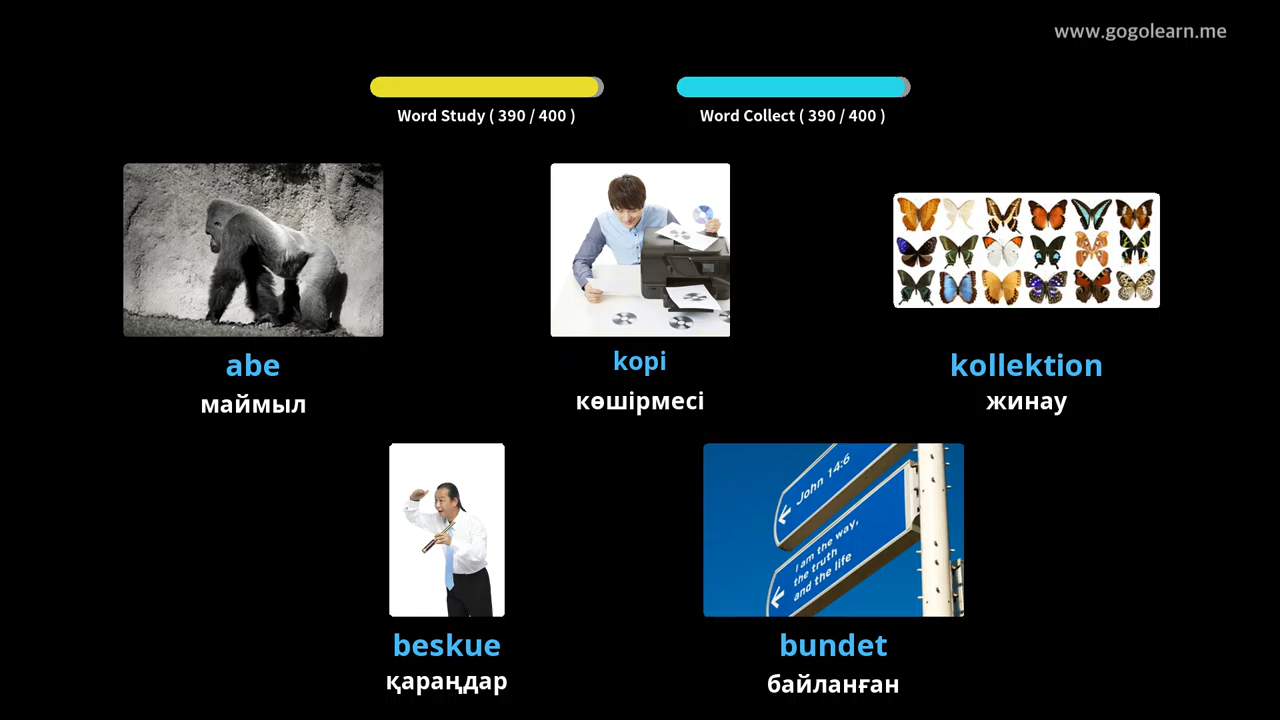 www.gogolearn.me
Word Study ( 390 / 400 )
Word Collect ( 390 / 400 )
abe
маймыл
kopi
көшірмесі
kollektion
жинау
John 14:6
I am the way,
the truth
and the life
beskue
қараңдар
bundet
байланған